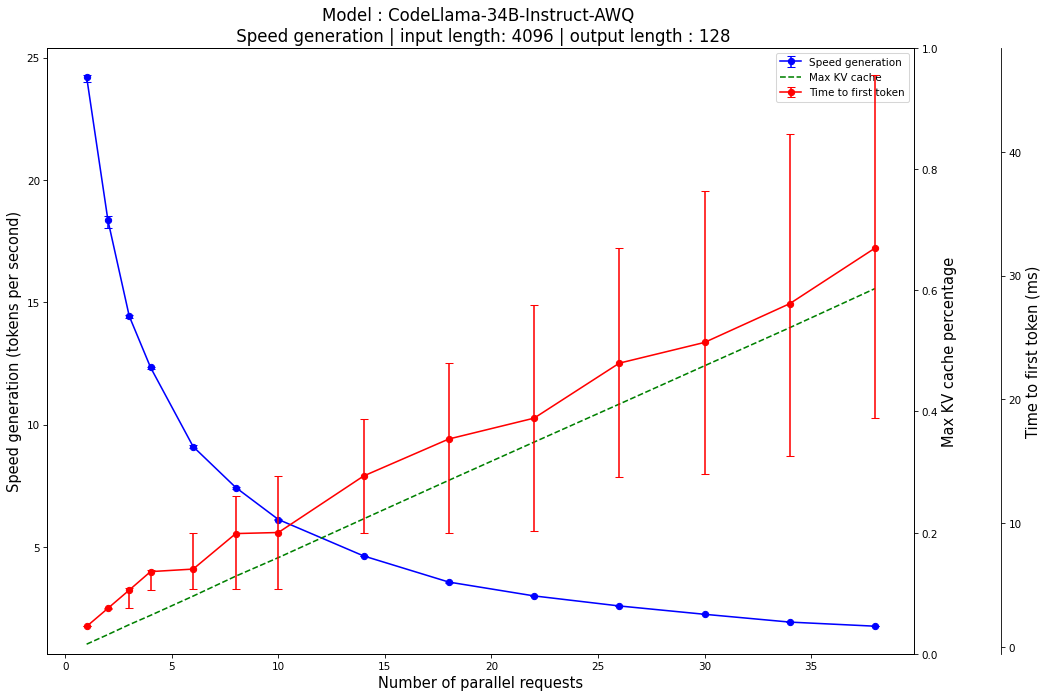 Model : CodeLlama-34B-Instruct-AWQ
Speed generation | input length: 4096 | output length : 128
Speed generation
Max KV cache
Time to first token
Speed generation (tokens per second)
25
20
15
10
5
0 5 10 15 20 25 30 35
Number of parallel requests
1.0
0.8
0.6
0.4
0.2
0.0
Max KV cache percentage
40
30
20
10
0
Time to first token (ms)